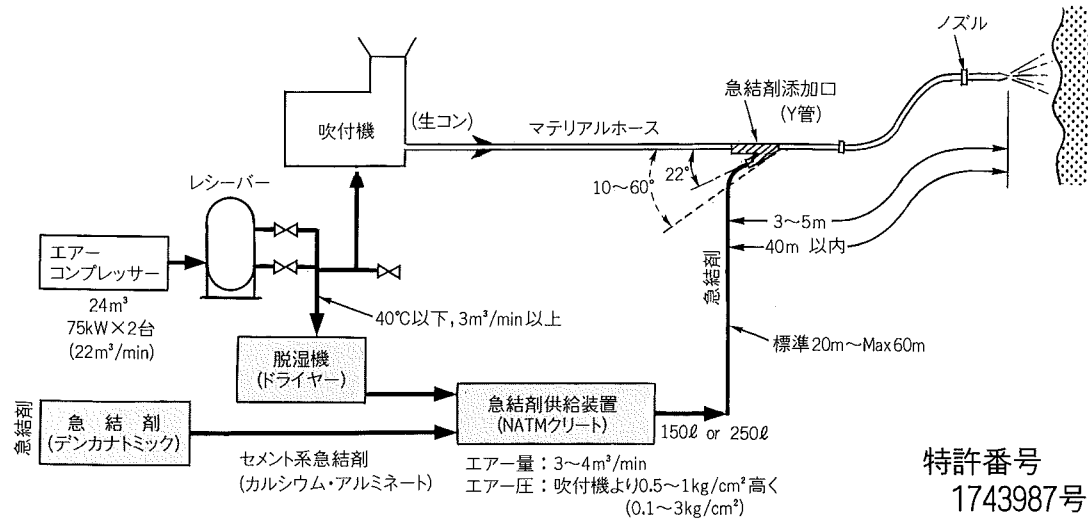 ノズル
急結剤添加口
(Y管)
(生コン)
マテリアルホース
吹付機
22°
10〜60°
レシーバー
3〜5m
40m 以内
エアー
コンプレッサー
急結剤
24m³
75kW×2台
(22m³/min)
40℃以下,3m³/min以上
標準20m〜Max60m
脱湿機
(ドライヤー)
急結剤
急結剤
(デンカナトミック)
急結剤供給装置
(NATMクリート)
150ℓ or 250ℓ
セメント系急結剤
(カルシウム・アルミネート)
エアー量：3〜4m³/min
エアー圧：吹付機より0.5〜1kg/cm²高く
(0.1〜3kg/cm²)
特許番号
1743987号